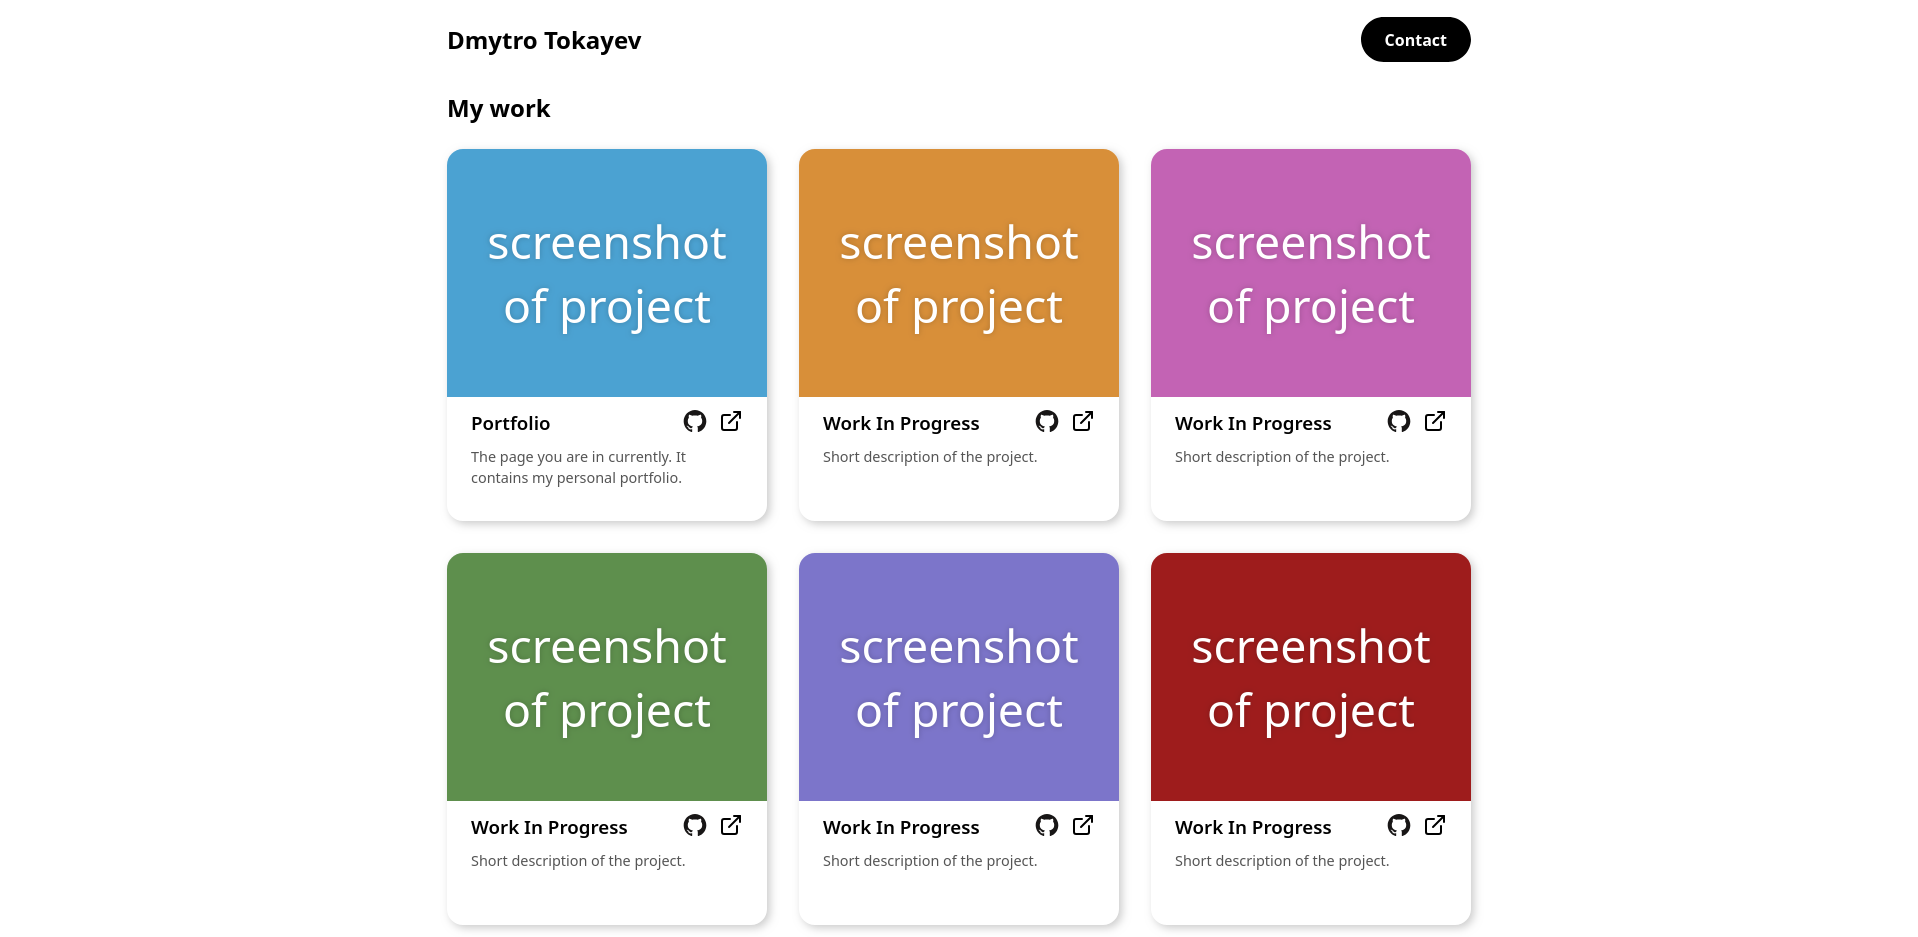 Dmytro Tokayev
Contact
My work
screenshot
of project
screenshot
of project
screenshot
of project
Portfolio
The page you are in currently. It
contains my personal portfolio.
Work In Progress
Short description of the project.
Work In Progress
Short description of the project.
screenshot
of project
screenshot
of project
screenshot
of project
Work In Progress
Short description of the project.
Work In Progress
Short description of the project.
Work In Progress
Short description of the project.